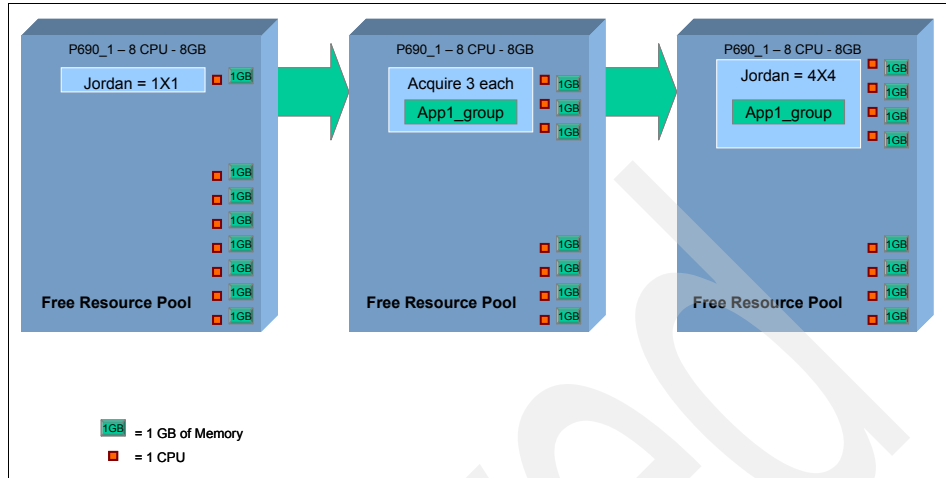 P690_1 – 8 CPU - 8GB
Jordan = 1X1
1GB
1GB
1GB
1GB
1GB
1GB
1GB
1GB
Free Resource Pool
P690_1 – 8 CPU - 8GB
Acquire 3 each
App1_group
1GB
1GB
1GB
1GB
1GB
1GB
1GB
Free Resource Pool
P690_1 – 8 CPU - 8GB
Jordan = 4X4
App1_group
1GB
1GB
1GB
1GB
1GB
1GB
1GB
1GB
Free Resource Pool
1GB = 1 GB of Memory
= 1 CPU